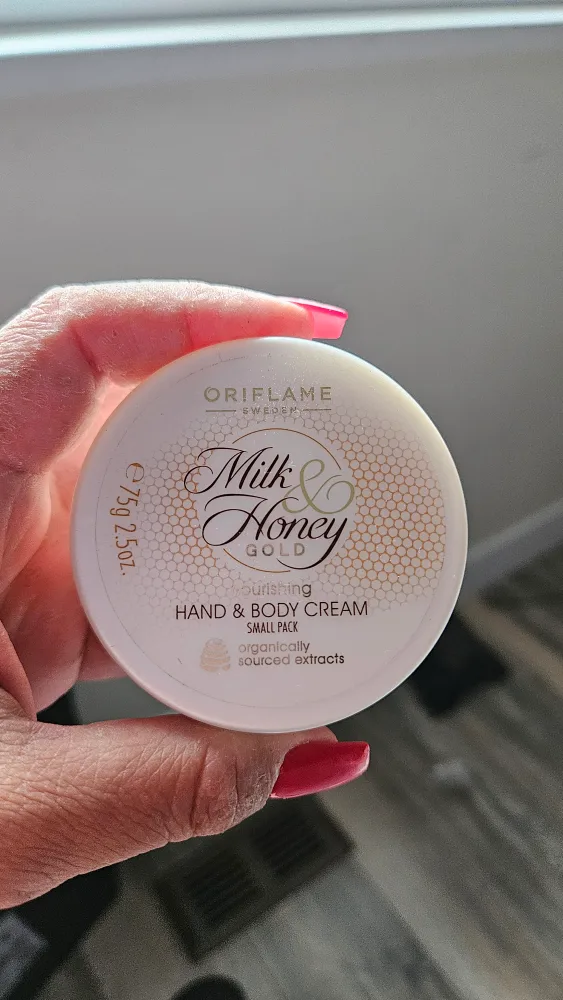 ORIFLAME
SWEDEN
Milk &
Honey
GOLD
ourishing
HAND & BODY CREAM
SMALL PACK
organically
sourced extracts
℮75g 2.5oz.